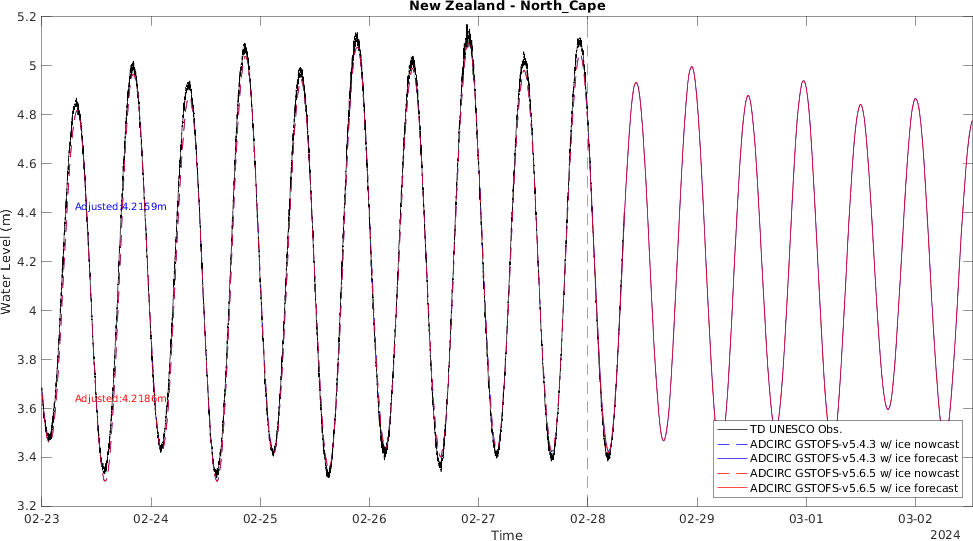 New Zealand - North_Cape
5.2
5
4.8
4.6
4.4
4.2
4
3.8
3.6
3.4
3.2
Water Level (m)
Adjusted:4.2159m
Adjusted:4.2186m
TD UNESCO Obs.
ADCIRC GSTOFS-v5.4.3 w/ ice nowcast
ADCIRC GSTOFS-v5.4.3 w/ ice forecast
ADCIRC GSTOFS-v5.6.5 w/ ice nowcast
ADCIRC GSTOFS-v5.6.5 w/ ice forecast
02-23 02-24 02-25 02-26 02-27 02-28 02-29 03-01 03-02
Time
2024